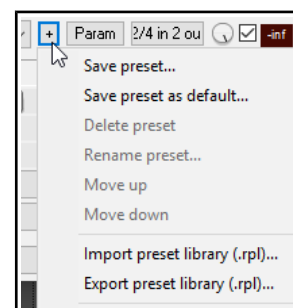 + Param 2/4 in 2 ou -inf
Save preset...
Save preset as default...
Delete preset
Rename preset...
Move up
Move down
Import preset library (.rpl)...
Export preset library (.rpl)...